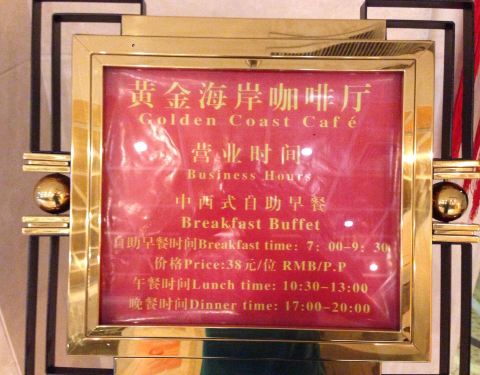 黄金海岸咖啡厅
Golden Coast Café
营业时间
Business Hours
中西式自助早餐
Breakfast Buffet
自助早餐时间Breakfast time: 7: 00-9: 30
价格Price:38元/位 RMB/P.P
午餐时间Lunch time: 10:30-13:00
晚餐时间Dinner time: 17:00-20:00